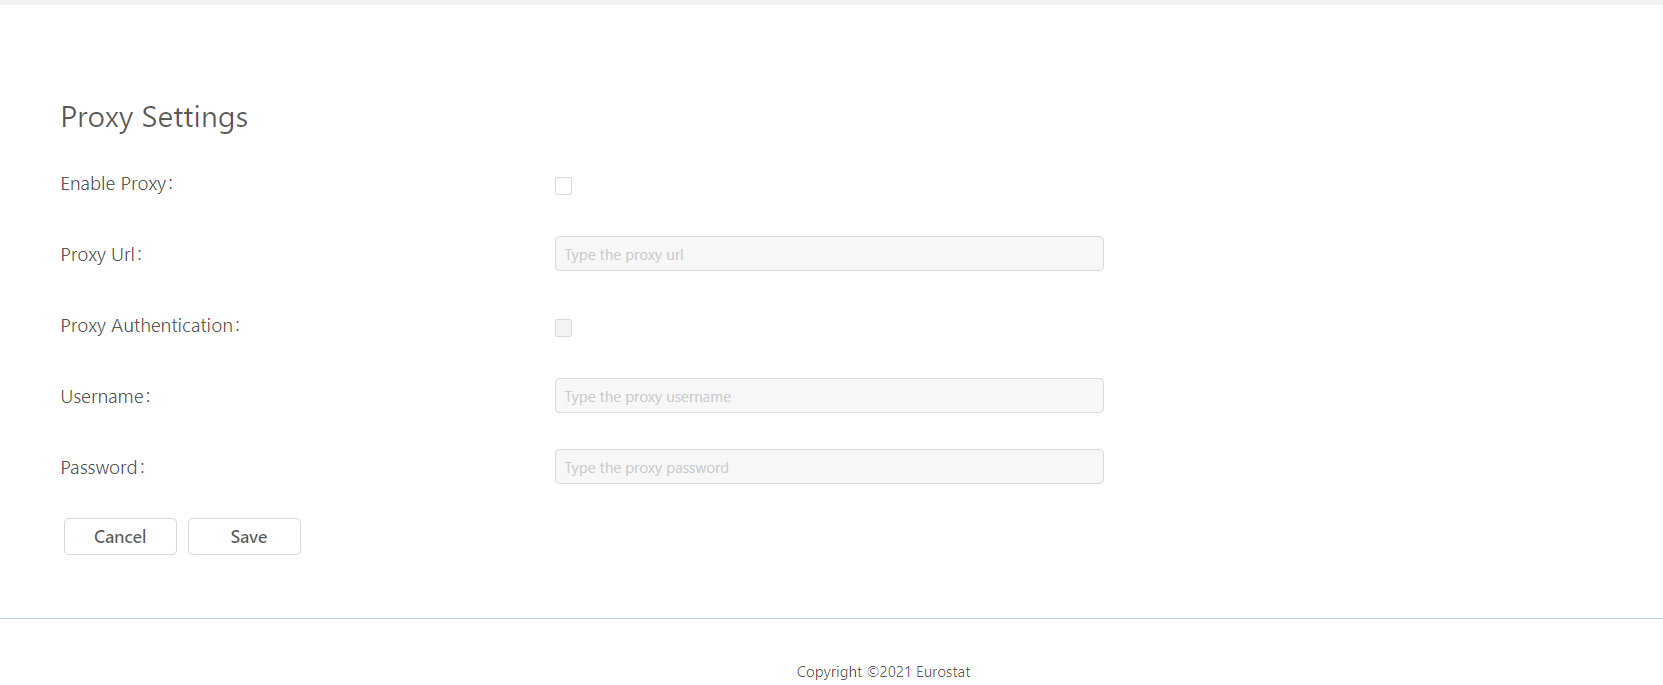 Proxy Settings
Enable Proxy:
Proxy Url:
Type the proxy url
Proxy Authentication:
Username:
Type the proxy username
Password:
Type the proxy password
Cancel
Save
Copyright ©2021 Eurostat